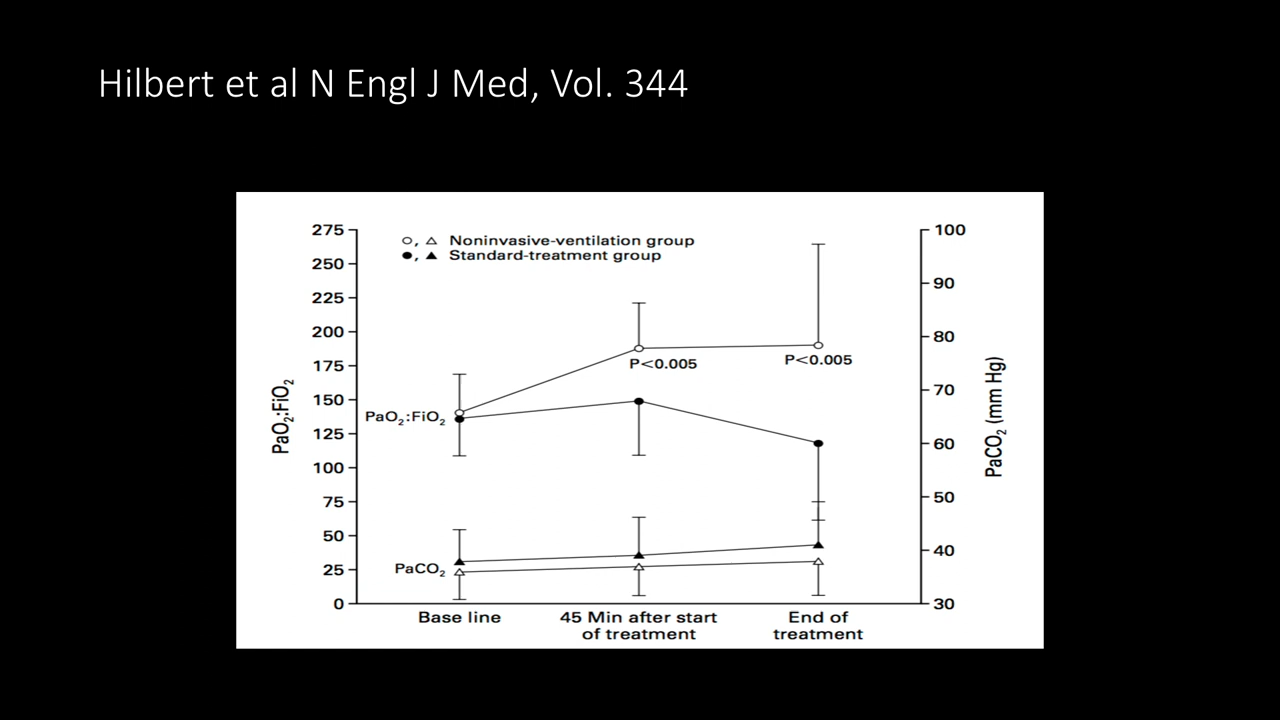 Hilbert et al N Engl J Med, Vol. 344
275
250
225
200
175
150
125
100
75
50
25
0
PaO₂:FiO₂
○, △ Noninvasive-ventilation group
●, ▲ Standard-treatment group
P<0.005
P<0.005
PaO₂:FiO₂
PaCO₂
100
90
80
70
60
50
40
30
PaCO₂ (mm Hg)
Base line
45 Min after start
of treatment
End of
treatment